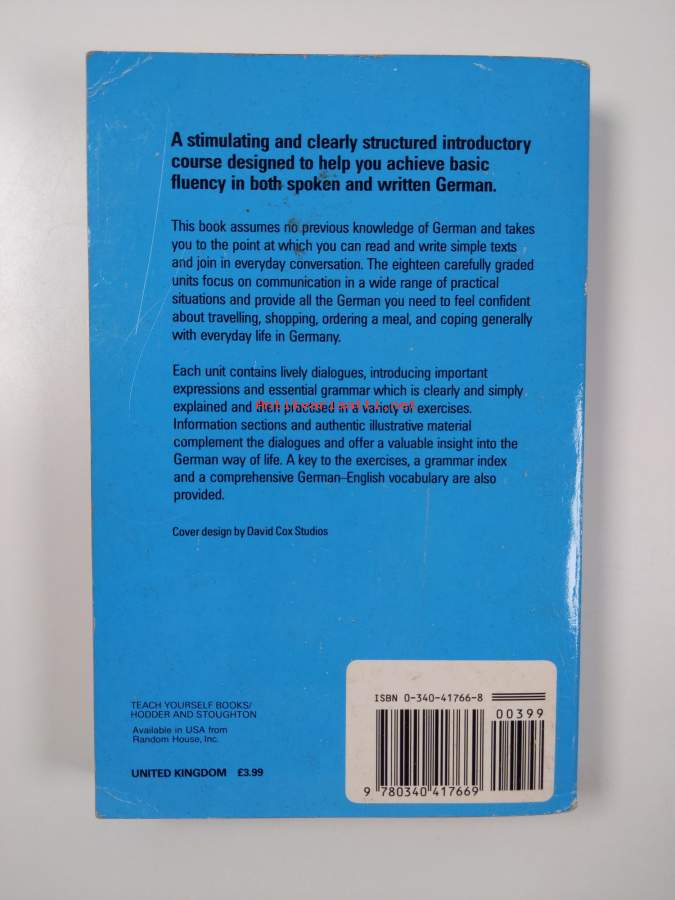 A stimulating and clearly structured introductory
course designed to help you achieve basic
fluency in both spoken and written German.
This book assumes no previous knowledge of German and takes
you to the point at which you can read and write simple texts
and join in everyday conversation. The eighteen carefully graded
units focus on communication in a wide range of practical
situations and provide all the German you need to feel confident
about travelling, shopping, ordering a meal, and coping generally
with everyday life in Germany.
Each unit contains lively dialogues, introducing important
expressions and essential grammar which is clearly and simply
explained and then practised in a variety of exercises.
Information sections and authentic illustrative material
complement the dialogues and offer a valuable insight into the
German way of life. A key to the exercises, a grammar index
and a comprehensive German–English vocabulary are also
provided.
Cover design by David Cox Studios
TEACH YOURSELF BOOKS/
HODDER AND STOUGHTON
Available in USA from
Random House, Inc.
UNITED KINGDOM £3.99
ISBN 0-340-41766-8
00399
9 780340 417669